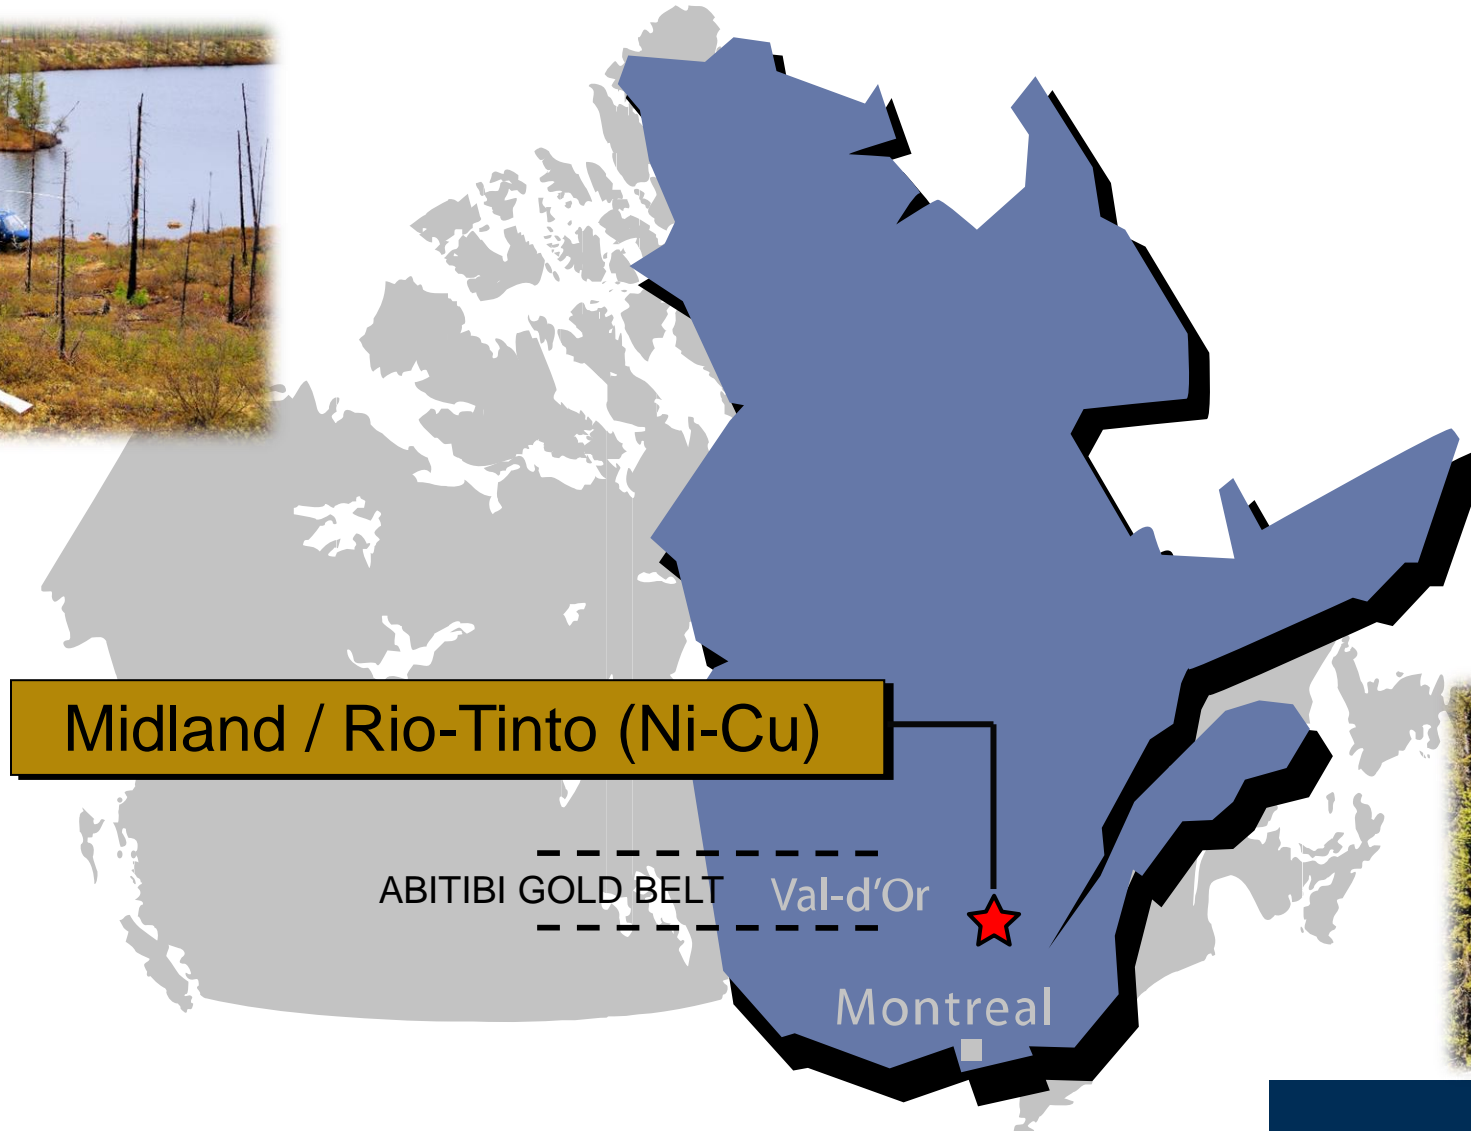 Midland / Rio-Tinto (Ni-Cu)
ABITIBI GOLD BELT
Val-d'Or
Montreal